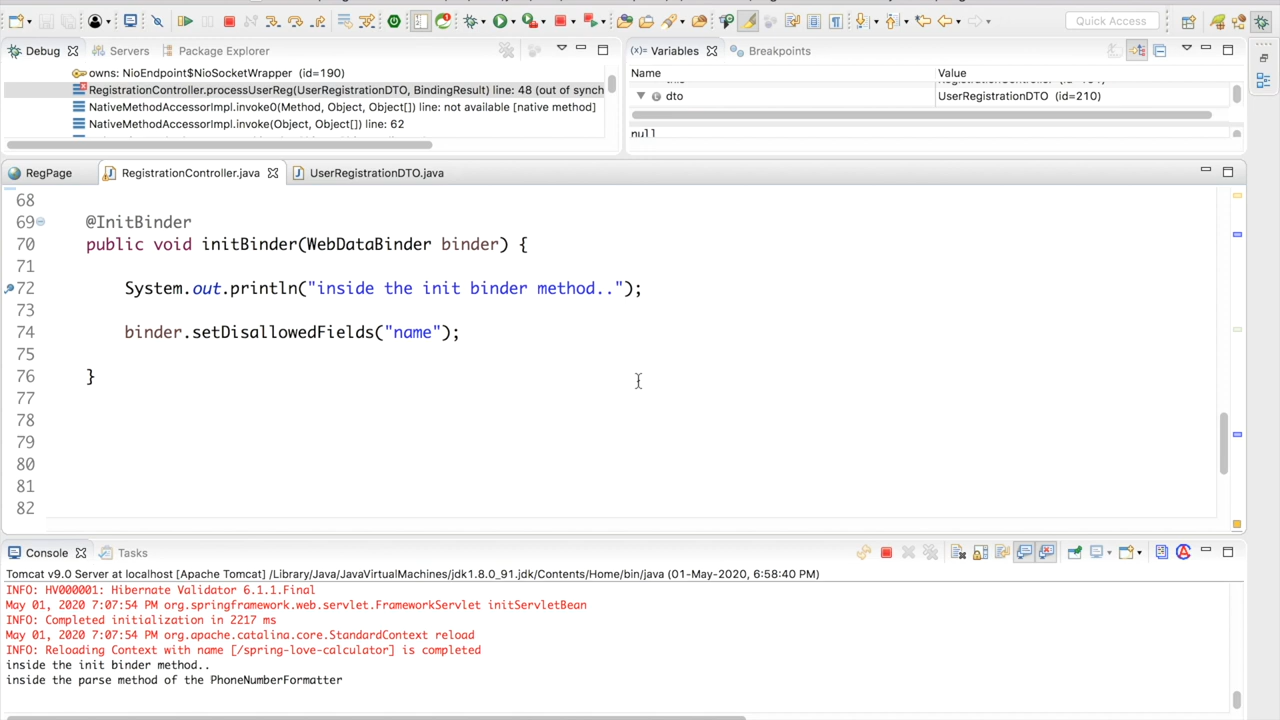 Quick Access
Debug Servers Package Explorer
owns: NioEndpoint$NioSocketWrapper (id=190)
RegistrationController.processUserReg(UserRegistrationDTO, BindingResult) line: 48 (out of synch
NativeMethodAccessorImpl.invoke0(Method, Object, Object[]) line: not available [native method]
NativeMethodAccessorImpl.invoke(Object, Object[]) line: 62
(x)= Variables Breakpoints
Name Value
dto UserRegistrationDTO (id=210)
null
RegPage RegistrationController.java UserRegistrationDTO.java
68
69 @InitBinder
70 public void initBinder(WebDataBinder binder) {
71
72 System.out.println("inside the init binder method..");
73
74 binder.setDisallowedFields("name");
75
76 }
77
78
79
80
81
82
Console Tasks
Tomcat v9.0 Server at localhost [Apache Tomcat] /Library/Java/JavaVirtualMachines/jdk1.8.0_91.jdk/Contents/Home/bin/java (01-May-2020, 6:58:40 PM)
INFO: HV000001: Hibernate Validator 6.1.1.Final
May 01, 2020 7:07:54 PM org.springframework.web.servlet.FrameworkServlet initServletBean
INFO: Completed initialization in 2217 ms
May 01, 2020 7:07:54 PM org.apache.catalina.core.StandardContext reload
INFO: Reloading Context with name [/spring-love-calculator] is completed
inside the init binder method..
inside the parse method of the PhoneNumberFormatter